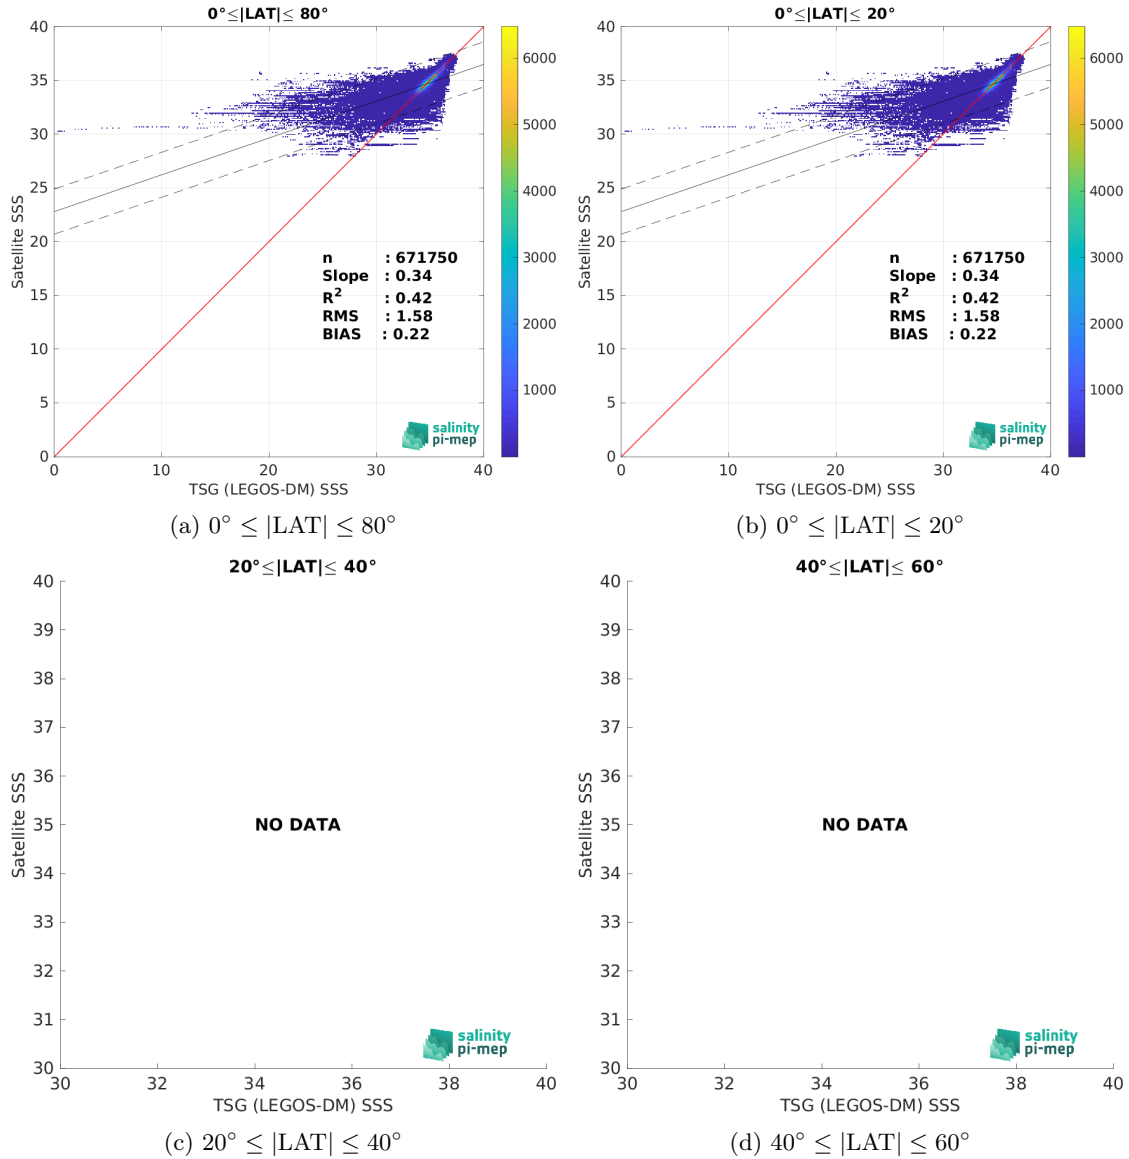 0°≤|LAT|≤ 80°
40
35
30
25
20
15
10
5
0
Satellite SSS
n : 671750
Slope : 0.34
R² : 0.42
RMS : 1.58
BIAS : 0.22
salinity
pi-mep
0 10 20 30 40
TSG (LEGOS-DM) SSS
6000
5000
4000
3000
2000
1000
(a) 0° ≤ |LAT| ≤ 80°
0°≤|LAT|≤ 20°
40
35
30
25
20
15
10
5
0
Satellite SSS
n : 671750
Slope : 0.34
R² : 0.42
RMS : 1.58
BIAS : 0.22
salinity
pi-mep
0 10 20 30 40
TSG (LEGOS-DM) SSS
6000
5000
4000
3000
2000
1000
(b) 0° ≤ |LAT| ≤ 20°
20°≤|LAT|≤ 40°
40
39
38
37
36
35
34
33
32
31
30
Satellite SSS
NO DATA
salinity
pi-mep
30 32 34 36 38 40
TSG (LEGOS-DM) SSS
(c) 20° ≤ |LAT| ≤ 40°
40°≤|LAT|≤ 60°
40
39
38
37
36
35
34
33
32
31
30
Satellite SSS
NO DATA
salinity
pi-mep
30 32 34 36 38 40
TSG (LEGOS-DM) SSS
(d) 40° ≤ |LAT| ≤ 60°